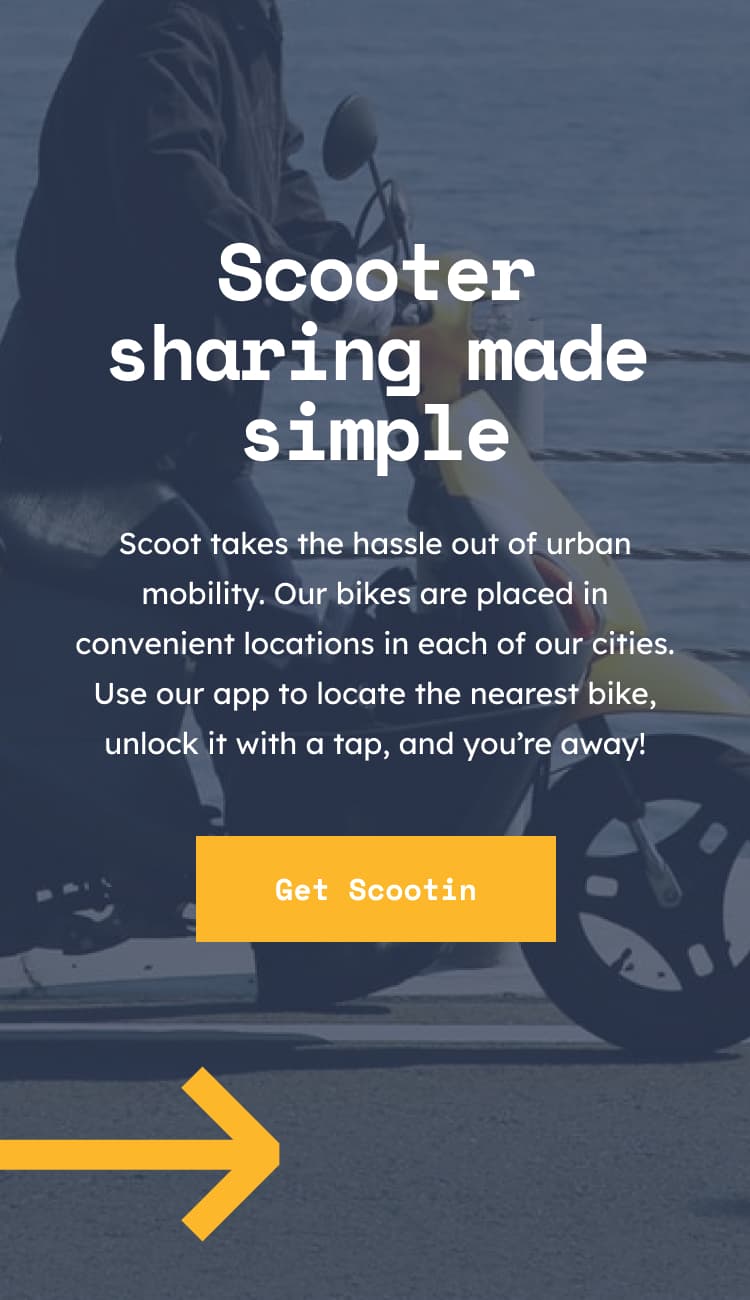 Scooter
sharing made
simple
Scoot takes the hassle out of urban
mobility. Our bikes are placed in
convenient locations in each of our cities.
Use our app to locate the nearest bike,
unlock it with a tap, and you’re away!
Get Scootin